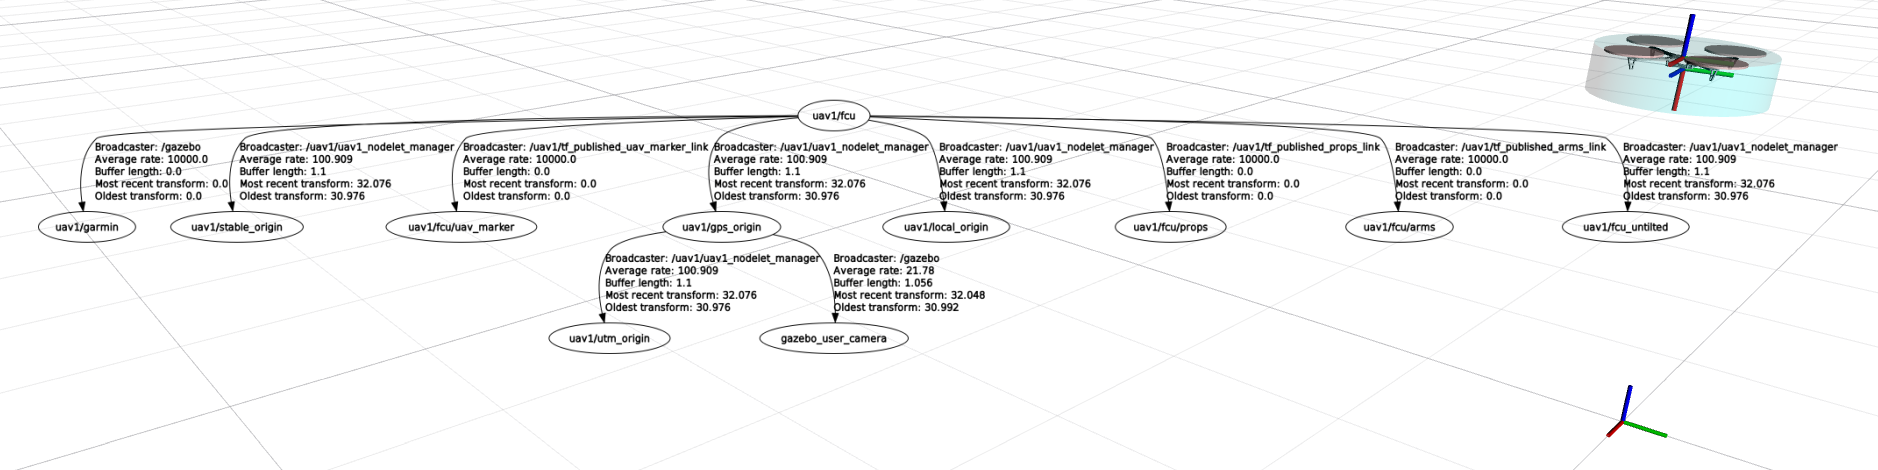 uav1/fcu
Broadcaster: /gazebo
Average rate: 10000.0
Buffer length: 0.0
Most recent transform: 0.0
Oldest transform: 0.0
Broadcaster: /uav1/uav1_nodelet_manager
Average rate: 100.909
Buffer length: 1.1
Most recent transform: 32.076
Oldest transform: 30.976
Broadcaster: /uav1/tf_published_uav_marker_link
Average rate: 10000.0
Buffer length: 0.0
Most recent transform: 0.0
Oldest transform: 0.0
Broadcaster: /uav1/uav1_nodelet_manager
Average rate: 100.909
Buffer length: 1.1
Most recent transform: 32.076
Oldest transform: 30.976
Broadcaster: /uav1/uav1_nodelet_manager
Average rate: 100.909
Buffer length: 1.1
Most recent transform: 32.076
Oldest transform: 30.976
Broadcaster: /uav1/tf_published_props_link
Average rate: 10000.0
Buffer length: 0.0
Most recent transform: 0.0
Oldest transform: 0.0
Broadcaster: /uav1/tf_published_arms_link
Average rate: 10000.0
Buffer length: 0.0
Most recent transform: 0.0
Oldest transform: 0.0
Broadcaster: /uav1/uav1_nodelet_manager
Average rate: 100.909
Buffer length: 1.1
Most recent transform: 32.076
Oldest transform: 30.976
uav1/garmin
uav1/stable_origin
uav1/fcu/uav_marker
uav1/gps_origin
uav1/local_origin
uav1/fcu/props
uav1/fcu/arms
uav1/fcu_untilted
Broadcaster: /uav1/uav1_nodelet_manager
Average rate: 100.909
Buffer length: 1.1
Most recent transform: 32.076
Oldest transform: 30.976
Broadcaster: /gazebo
Average rate: 21.78
Buffer length: 1.056
Most recent transform: 32.048
Oldest transform: 30.992
uav1/utm_origin
gazebo_user_camera